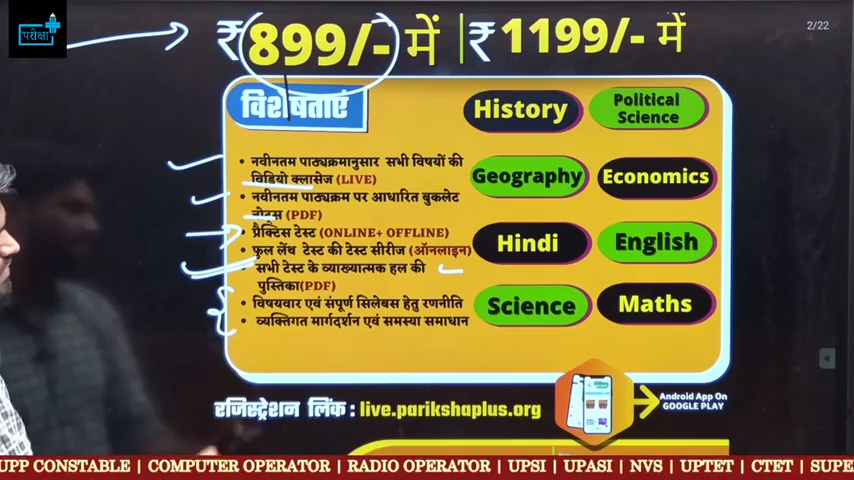 परीक्षा
₹899/- में
₹1199/- में
2/22
विशेषताएं
नवीनतम पाठ्यक्रमानुसार सभी विषयों की
विडियो क्लासेज (LIVE)
नवीनतम पाठ्यक्रम पर आधारित बुकलेट
नोट्स (PDF)
प्रैक्टिस टेस्ट (ONLINE+ OFFLINE)
फुल लेंथ टेस्ट की टेस्ट सीरीज (ऑनलाइन)
सभी टेस्ट के व्याख्यात्मक हल की
पुस्तिका(PDF)
विषयवार एवं संपूर्ण सिलेबस हेतु रणनीति
व्यक्तिगत मार्गदर्शन एवं समस्या समाधान
History
Political
Science
Geography
Economics
Hindi
English
Science
Maths
रजिस्ट्रेशन लिंक : live.parikshaplus.org
Android App On
GOOGLE PLAY
UPP CONSTABLE | COMPUTER OPERATOR | RADIO OPERATOR | UPSI | UPASI | NVS | UPTET | CTET | SUPE